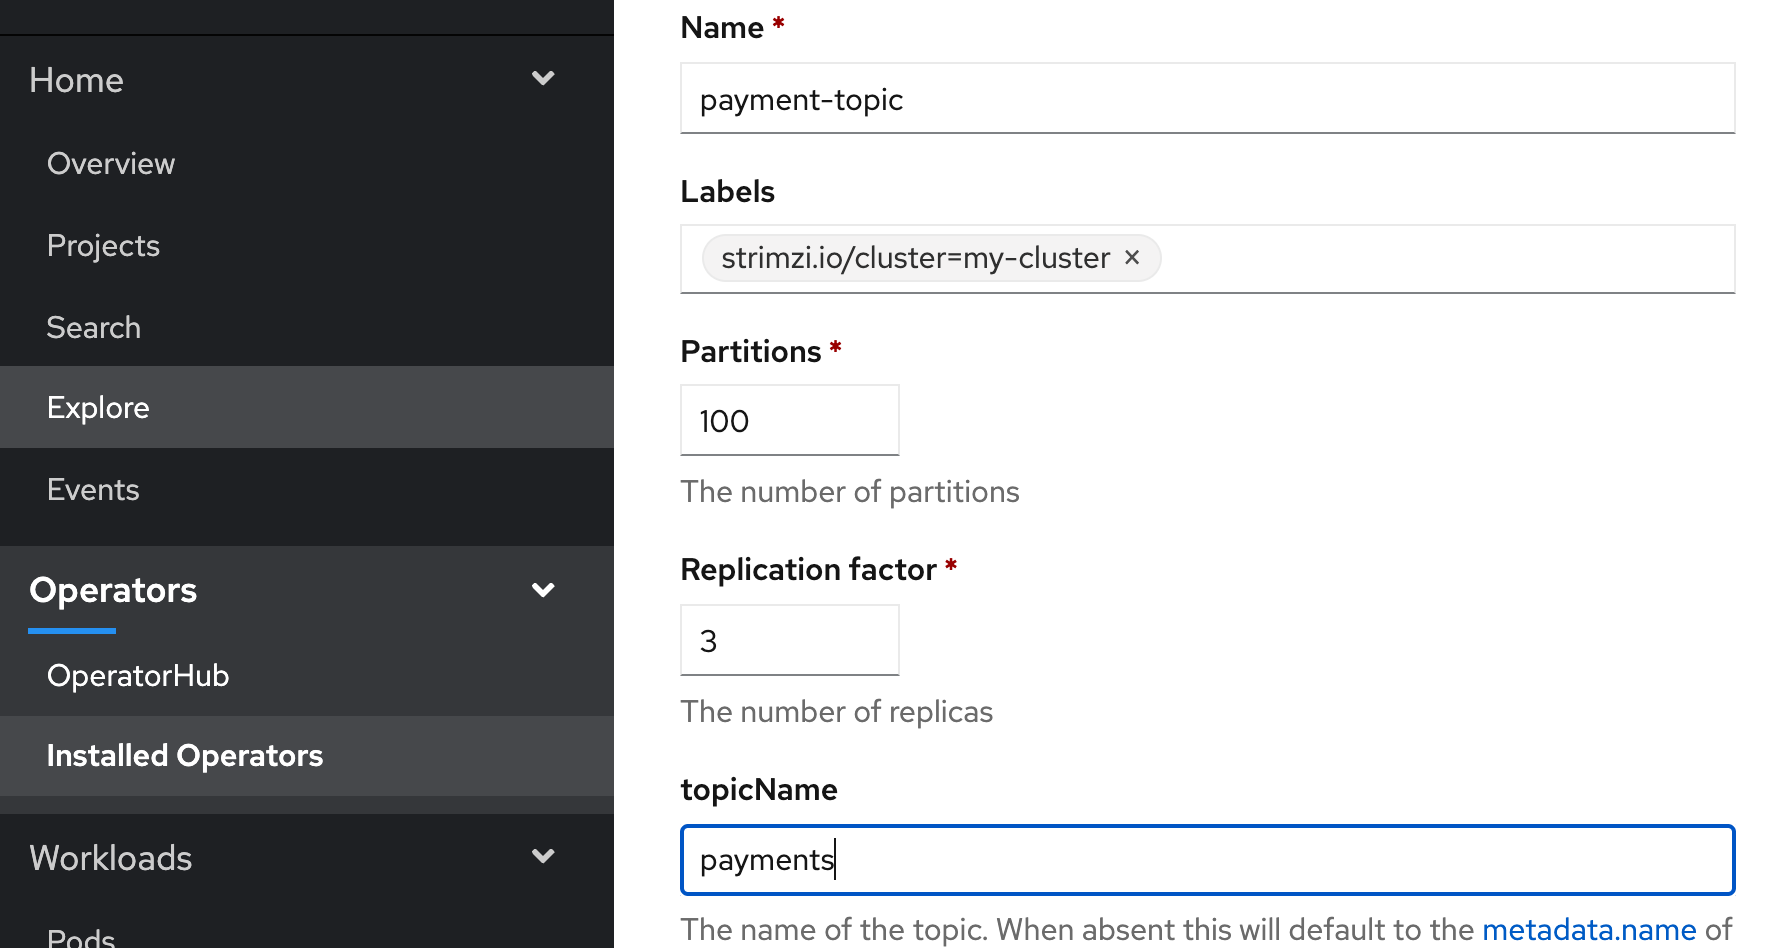 Home
Overview
Projects
Search
Explore
Events
Operators
OperatorHub
Installed Operators
Workloads
Pods
Name *
payment-topic
Labels
strimzi.io/cluster=my-cluster ×
Partitions *
100
The number of partitions
Replication factor *
3
The number of replicas
topicName
payments
The name of the topic. When absent this will default to the metadata.name of